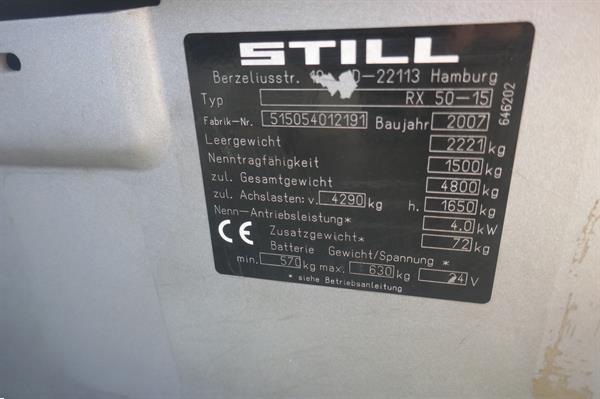 STILL
Berzeliusstr. 10 D-22113 Hamburg
Typ RX 50-15
Fabrik-Nr. 515054012191 Baujahr 2007
Leergewicht 2221 kg
Nenntragfähigkeit 1500 kg
zul. Gesamtgewicht 4800 kg
zul. Achslasten: v. 4290 kg h. 1650 kg
Nenn-Antriebsleistung* 4.0 kW
Zusatzgewicht* 72 kg
Batterie Gewicht/Spannung *
min. 570 kg max. 630 kg 24 V
* siehe Betriebsanleitung
CE
646202